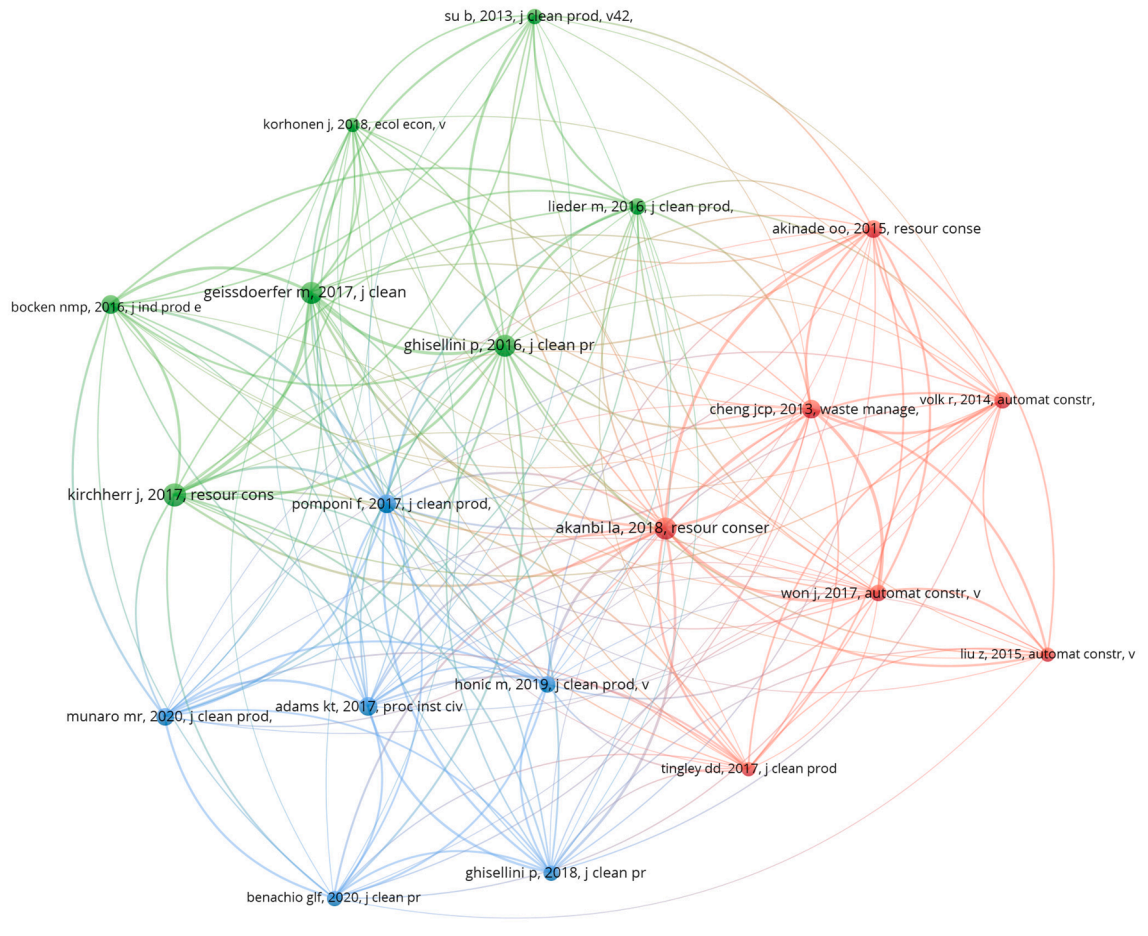 su b, 2013, j clean prod, v42,
korhonen j, 2018, ecol econ, v
lieder m, 2016, j clean prod,
akinade oo, 2015, resour conse
geissdoerfer m, 2017, j clean
bocken nmp, 2016, j ind prod e
ghisellini p, 2016, j clean pr
volk r, 2014, automat constr,
cheng jcp, 2013, waste manage,
kirchherr j, 2017, resour cons
pomponi f, 2017, j clean prod,
akanbi la, 2018, resour conser
won j, 2017, automat constr, v
liu z, 2015, automat constr, v
honic m, 2019, j clean prod, v
adams kt, 2017, proc inst civ
munaro mr, 2020, j clean prod,
tingley dd, 2017, j clean prod
ghisellini p, 2018, j clean pr
benachio glf, 2020, j clean pr